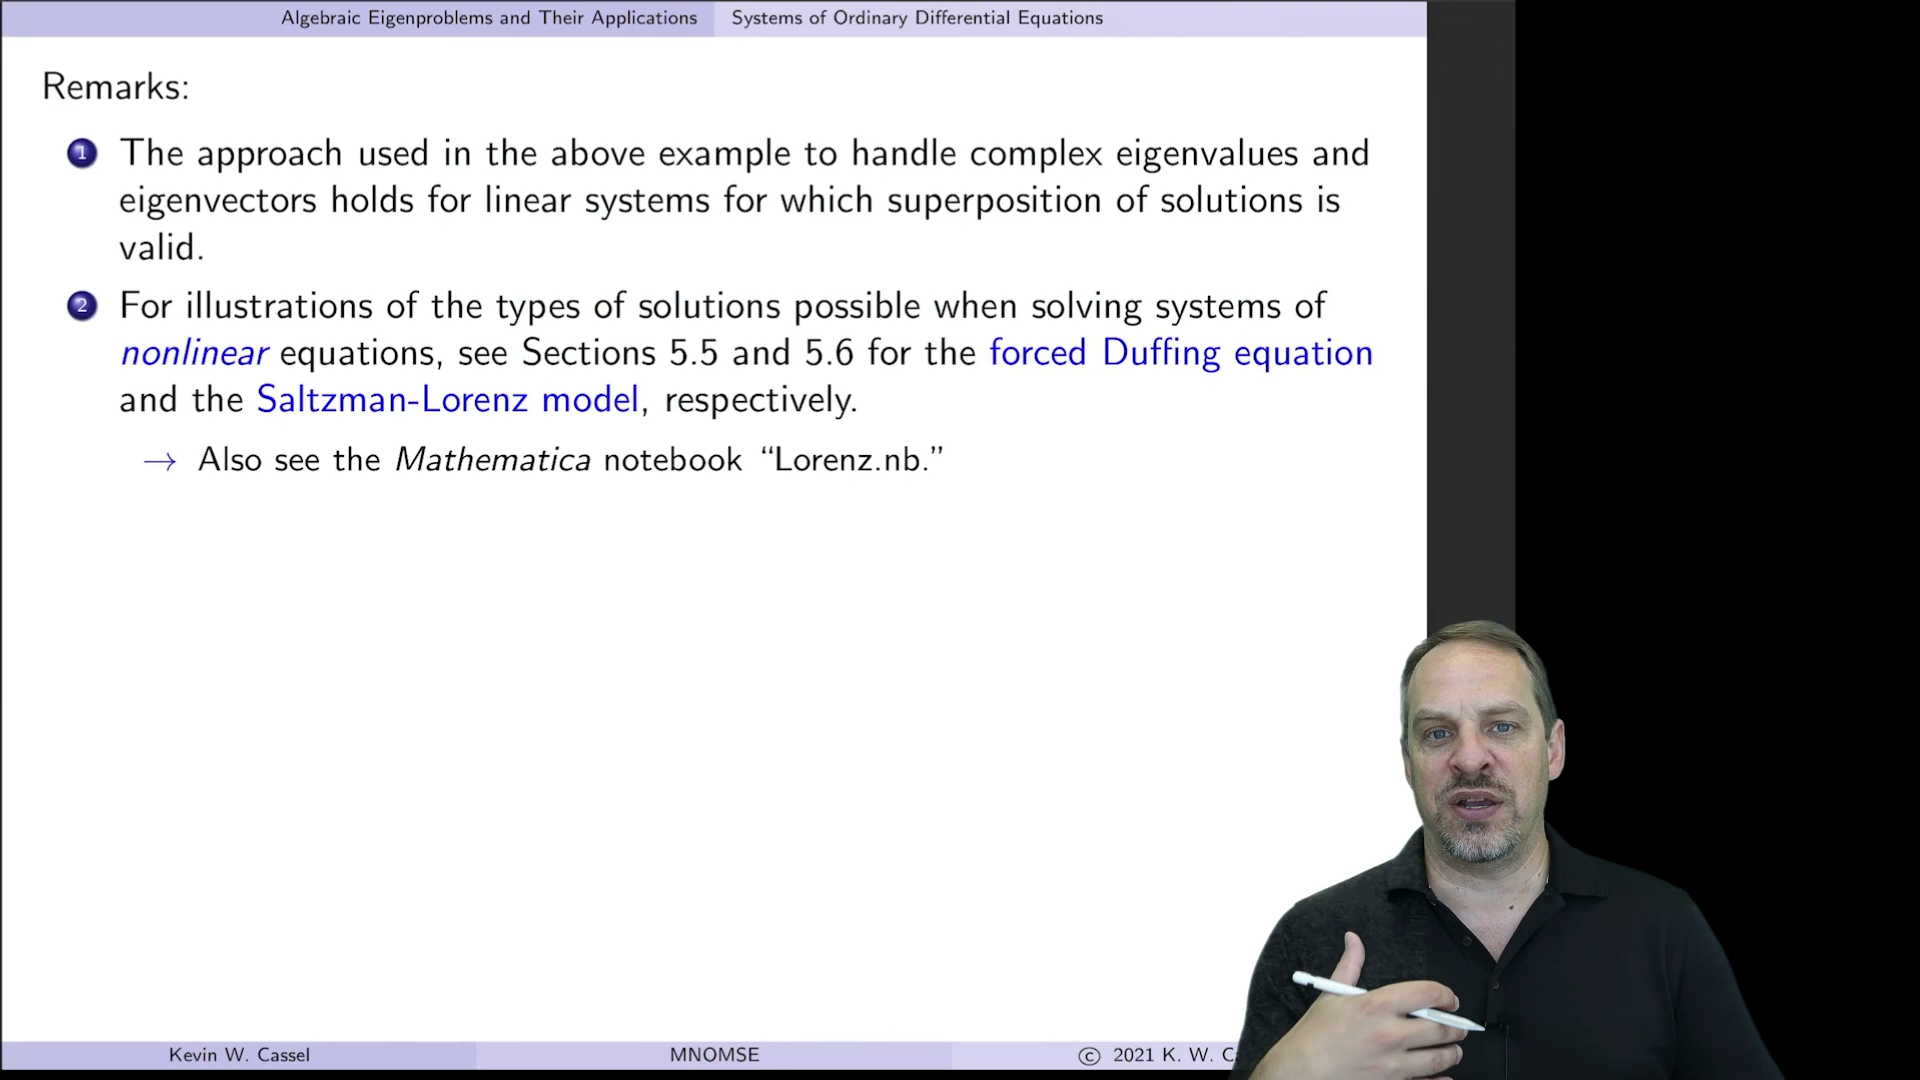 Algebraic Eigenproblems and Their Applications Systems of Ordinary Differential Equations
Remarks:
1 The approach used in the above example to handle complex eigenvalues and
eigenvectors holds for linear systems for which superposition of solutions is
valid.
2 For illustrations of the types of solutions possible when solving systems of
nonlinear equations, see Sections 5.5 and 5.6 for the forced Duffing equation
and the Saltzman-Lorenz model, respectively.
→ Also see the Mathematica notebook “Lorenz.nb.”
Kevin W. Cassel MNOMSE © 2021 K. W. C